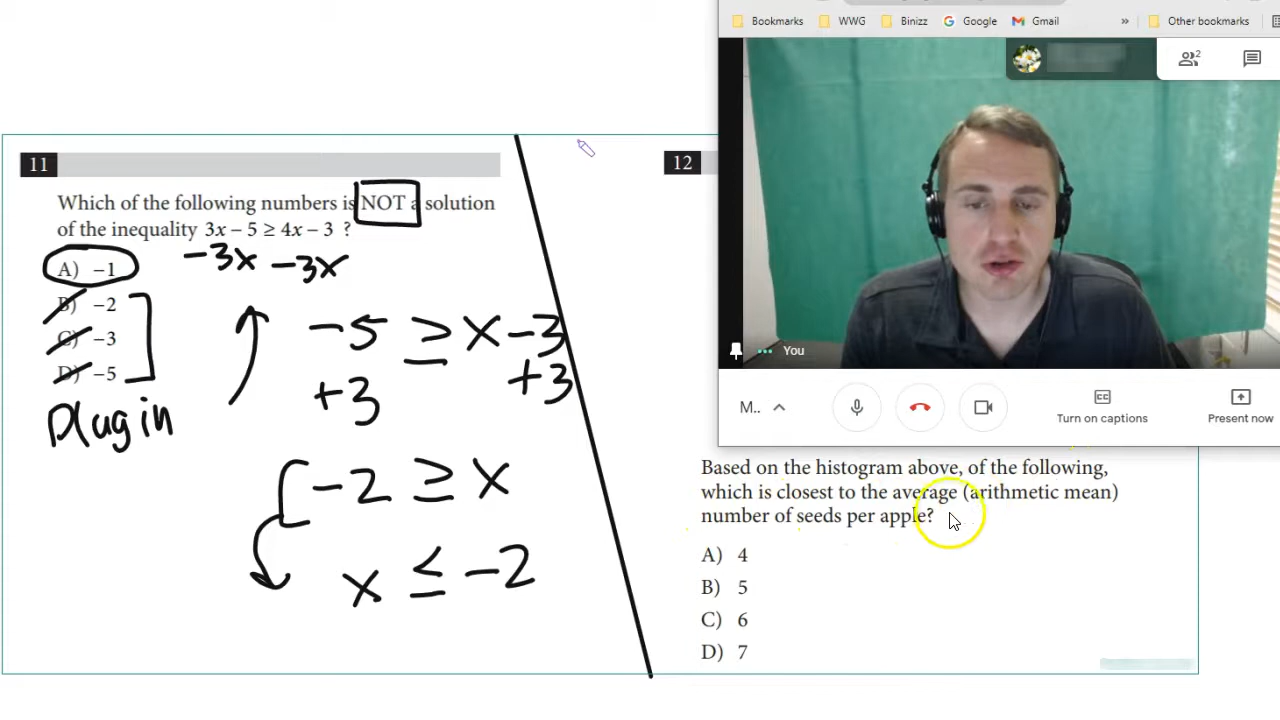 Bookmarks WWG Binizz Google Gmail » Other bookmarks
2
You
M..
Turn on captions
Present now
11
Which of the following numbers is NOT a solution
of the inequality 3x − 5 ≥ 4x − 3 ?
−3x −3x
A) −1
B) −2
C) −3
D) −5
Plug in
−5 ≥ x −3
+3 +3
−2 ≥ x
x ≤ −2
12
Based on the histogram above, of the following,
which is closest to the average (arithmetic mean)
number of seeds per apple?
A) 4
B) 5
C) 6
D) 7